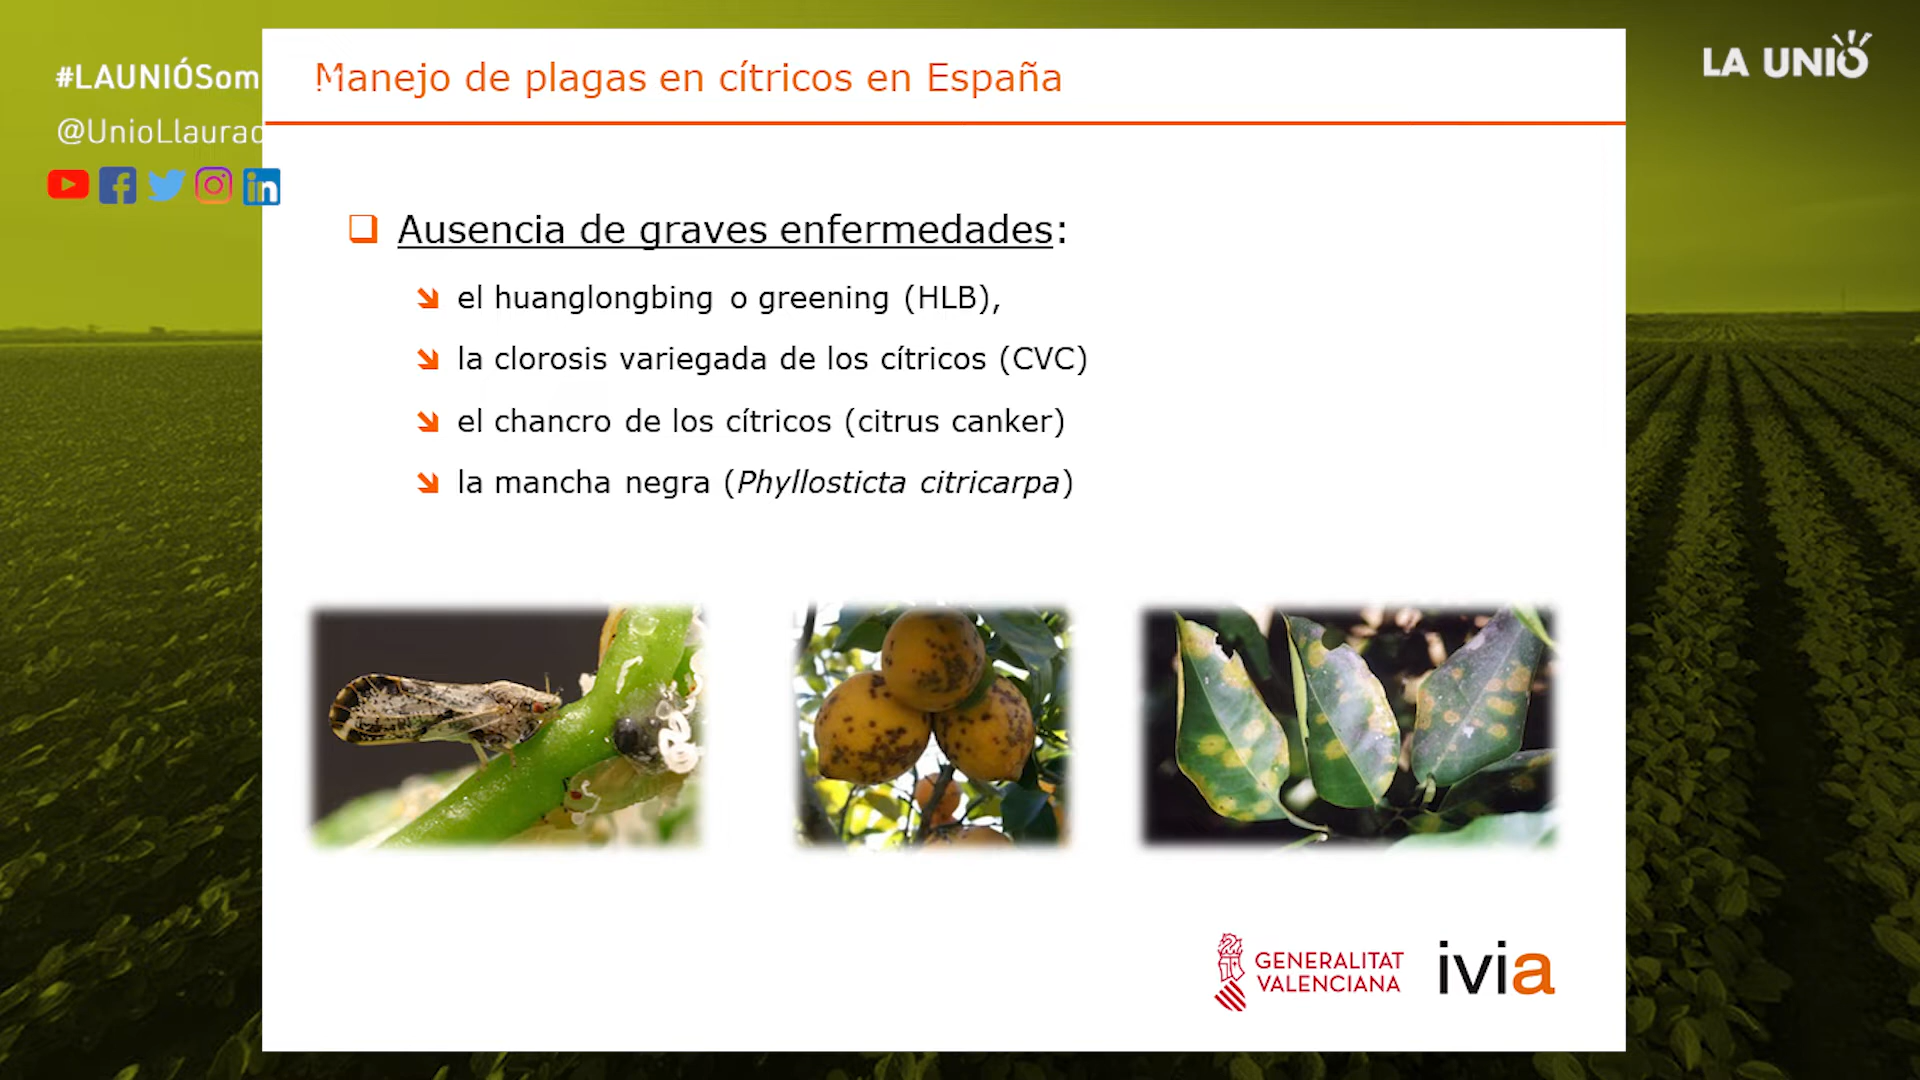 #LAUNIÓSom
@UnioLlaurad
LA UNIÓ
Manejo de plagas en cítricos en España
Ausencia de graves enfermedades:
el huanglongbing o greening (HLB),
la clorosis variegada de los cítricos (CVC)
el chancro de los cítricos (citrus canker)
la mancha negra (Phyllosticta citricarpa)
GENERALITAT
VALENCIANA
ivia